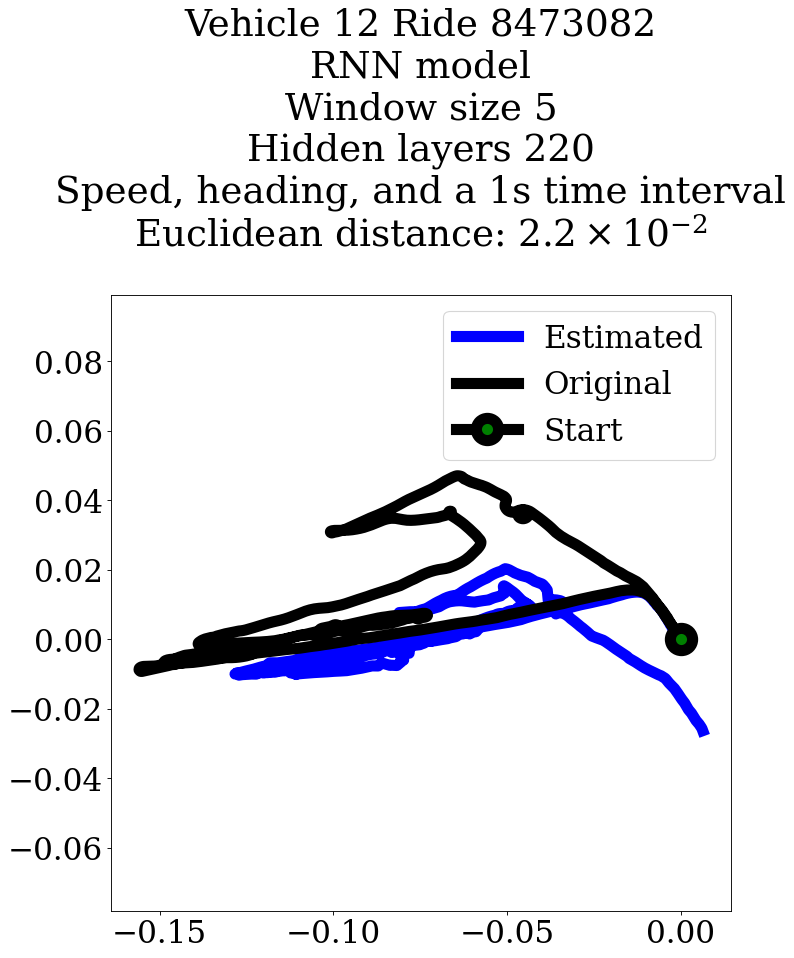 Vehicle 12 Ride 8473082
RNN model
Window size 5
Hidden layers 220
Speed, heading, and a 1s time interval
Euclidean distance: 2.2 × 10⁻²
Estimated
Original
Start
0.08
0.06
0.04
0.02
0.00
−0.02
−0.04
−0.06
−0.15 −0.10 −0.05 0.00